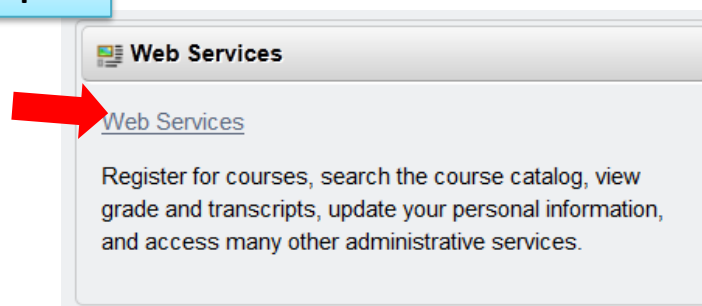 Web Services
Web Services
Register for courses, search the course catalog, view
grade and transcripts, update your personal information,
and access many other administrative services.